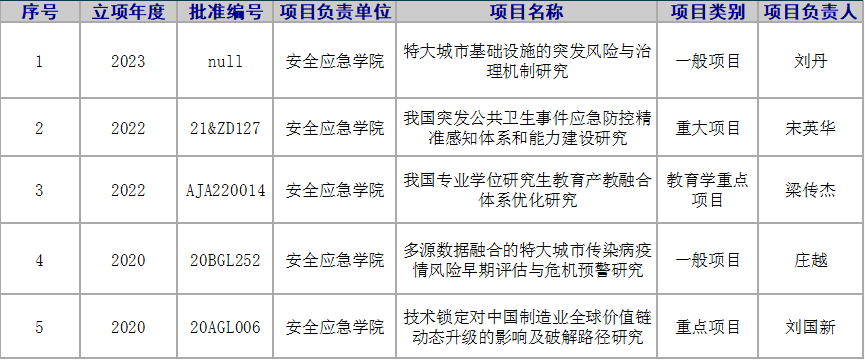 序号 立项年度 批准编号 项目负责单位 项目名称 项目类别 项目负责人
1 2023 null 安全应急学院 特大城市基础设施的突发风险与治
理机制研究 一般项目 刘丹
2 2022 21&ZD127 安全应急学院 我国突发公共卫生事件应急防控精
准感知体系和能力建设研究 重大项目 宋英华
3 2022 AJA220014 安全应急学院 我国专业学位研究生教育产教融合
体系优化研究 教育学重点
项目 梁传杰
4 2020 20BGL252 安全应急学院 多源数据融合的特大城市传染病疫
情风险早期评估与危机预警研究 一般项目 庄越
5 2020 20AGL006 安全应急学院 技术锁定对中国制造业全球价值链
动态升级的影响及破解路径研究 重点项目 刘国新